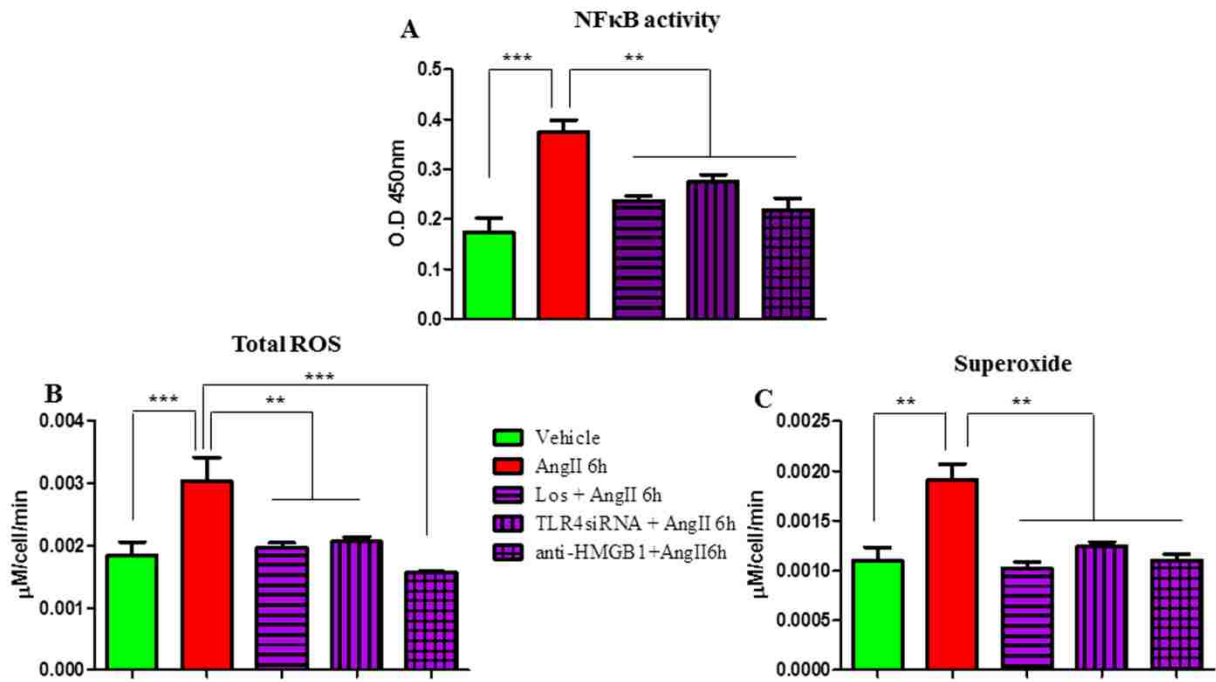 NFκB activity
A
***
**
O.D 450nm
0.5
0.4
0.3
0.2
0.1
0.0
Total ROS
B
***
***
**
μM/cell/min
0.004
0.003
0.002
0.001
0.000
Vehicle
AngII 6h
Los + AngII 6h
TLR4siRNA + AngII 6h
anti-HMGB1+AngII6h
Superoxide
C
**
**
μM/cell/min
0.0025
0.0020
0.0015
0.0010
0.0005
0.0000